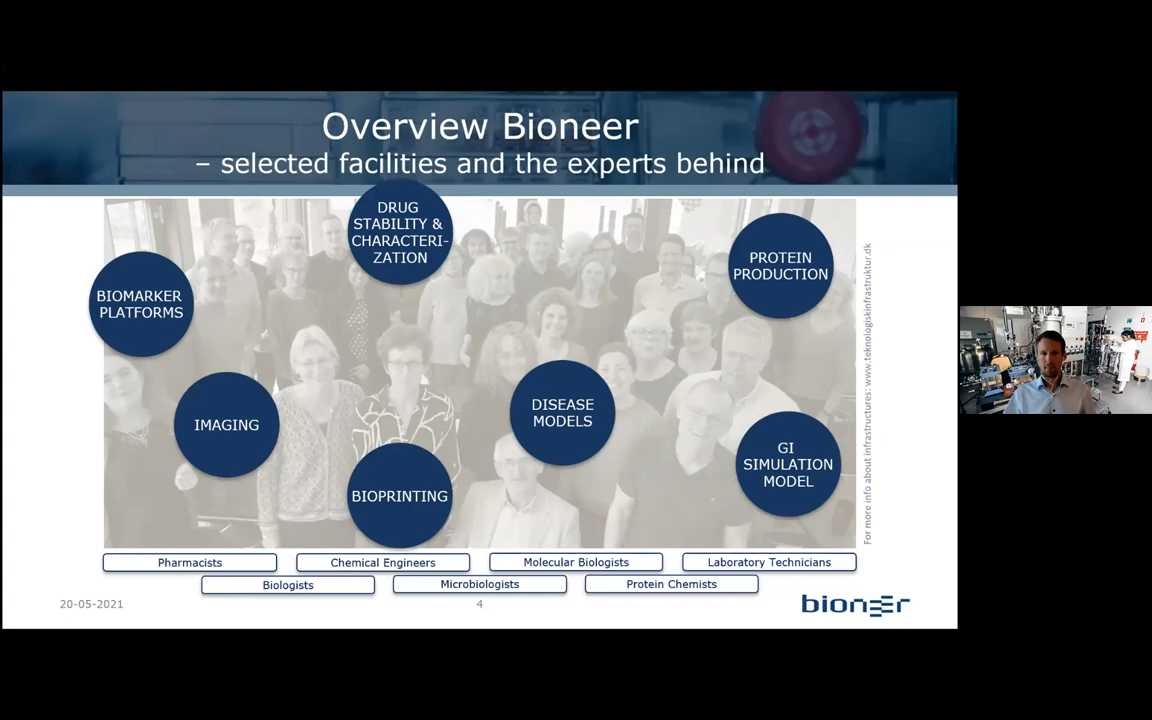 Overview Bioneer
– selected facilities and the experts behind
DRUG
STABILITY &
CHARACTERI-
ZATION
PROTEIN
PRODUCTION
BIOMARKER
PLATFORMS
IMAGING
DISEASE
MODELS
GI
SIMULATION
MODEL
BIOPRINTING
For more info about infrastructures: www.teknologiskinfrastruktur.dk
Pharmacists
Chemical Engineers
Molecular Biologists
Laboratory Technicians
Biologists
Microbiologists
Protein Chemists
20-05-2021
4
bioneer